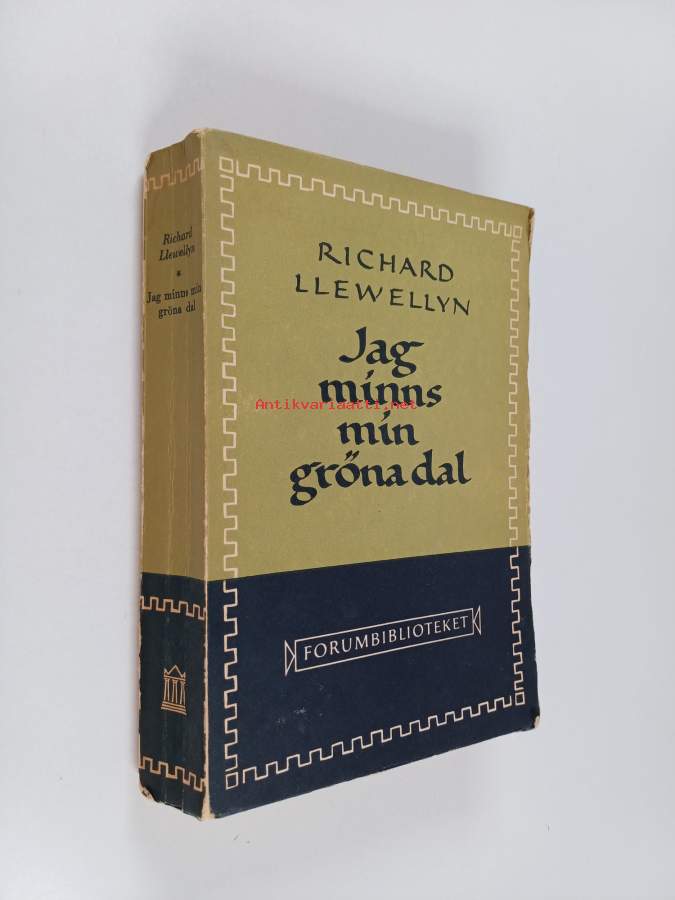 Richard
Llewellyn
*
Jag minns min
gröna dal
RICHARD
LLEWELLYN
Jag
minns
min
gröna dal
Antikvariaatti.net
FORUMBIBLIOTEKET